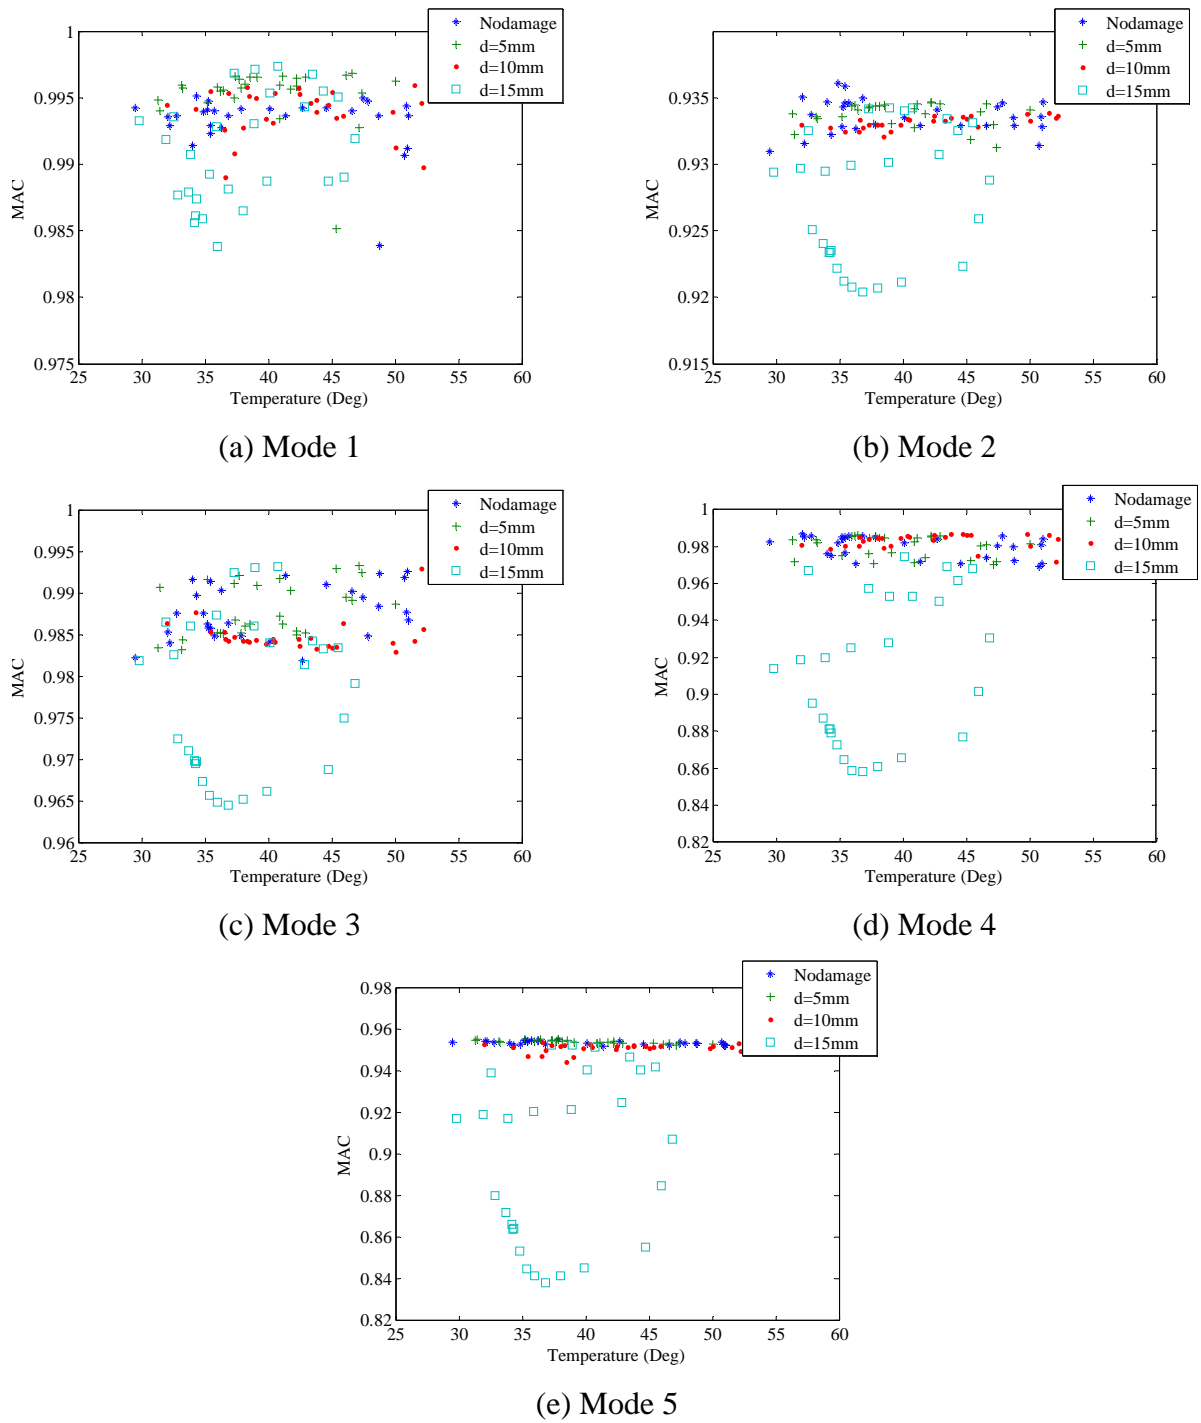 Nodamage
d=5mm
d=10mm
d=15mm
1
0.995
0.99
0.985
0.98
0.975
MAC
25 30 35 40 45 50 55 60
Temperature (Deg)
(a) Mode 1
Nodamage
d=5mm
d=10mm
d=15mm
0.94
0.935
0.93
0.925
0.92
0.915
MAC
25 30 35 40 45 50 55 60
Temperature (Deg)
(b) Mode 2
Nodamage
d=5mm
d=10mm
d=15mm
1
0.995
0.99
0.985
0.98
0.975
0.97
0.965
0.96
MAC
25 30 35 40 45 50 55 60
Temperature (Deg)
(c) Mode 3
Nodamage
d=5mm
d=10mm
d=15mm
1
0.98
0.96
0.94
0.92
0.9
0.88
0.86
0.84
0.82
MAC
25 30 35 40 45 50 55 60
Temperature (Deg)
(d) Mode 4
Nodamage
d=5mm
d=10mm
d=15mm
0.98
0.96
0.94
0.92
0.9
0.88
0.86
0.84
0.82
MAC
25 30 35 40 45 50 55 60
Temperature (Deg)
(e) Mode 5